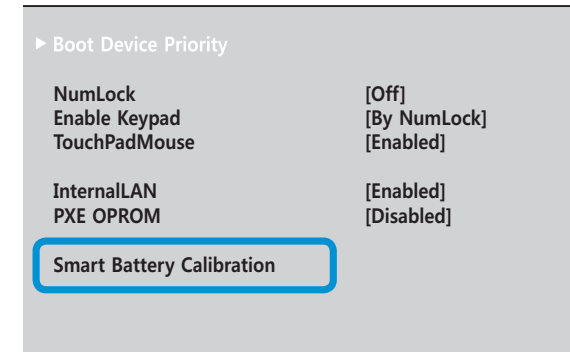 ▶ Boot Device Priority
NumLock [Off]
Enable Keypad [By NumLock]
TouchPadMouse [Enabled]
InternalLAN [Enabled]
PXE OPROM [Disabled]
Smart Battery Calibration